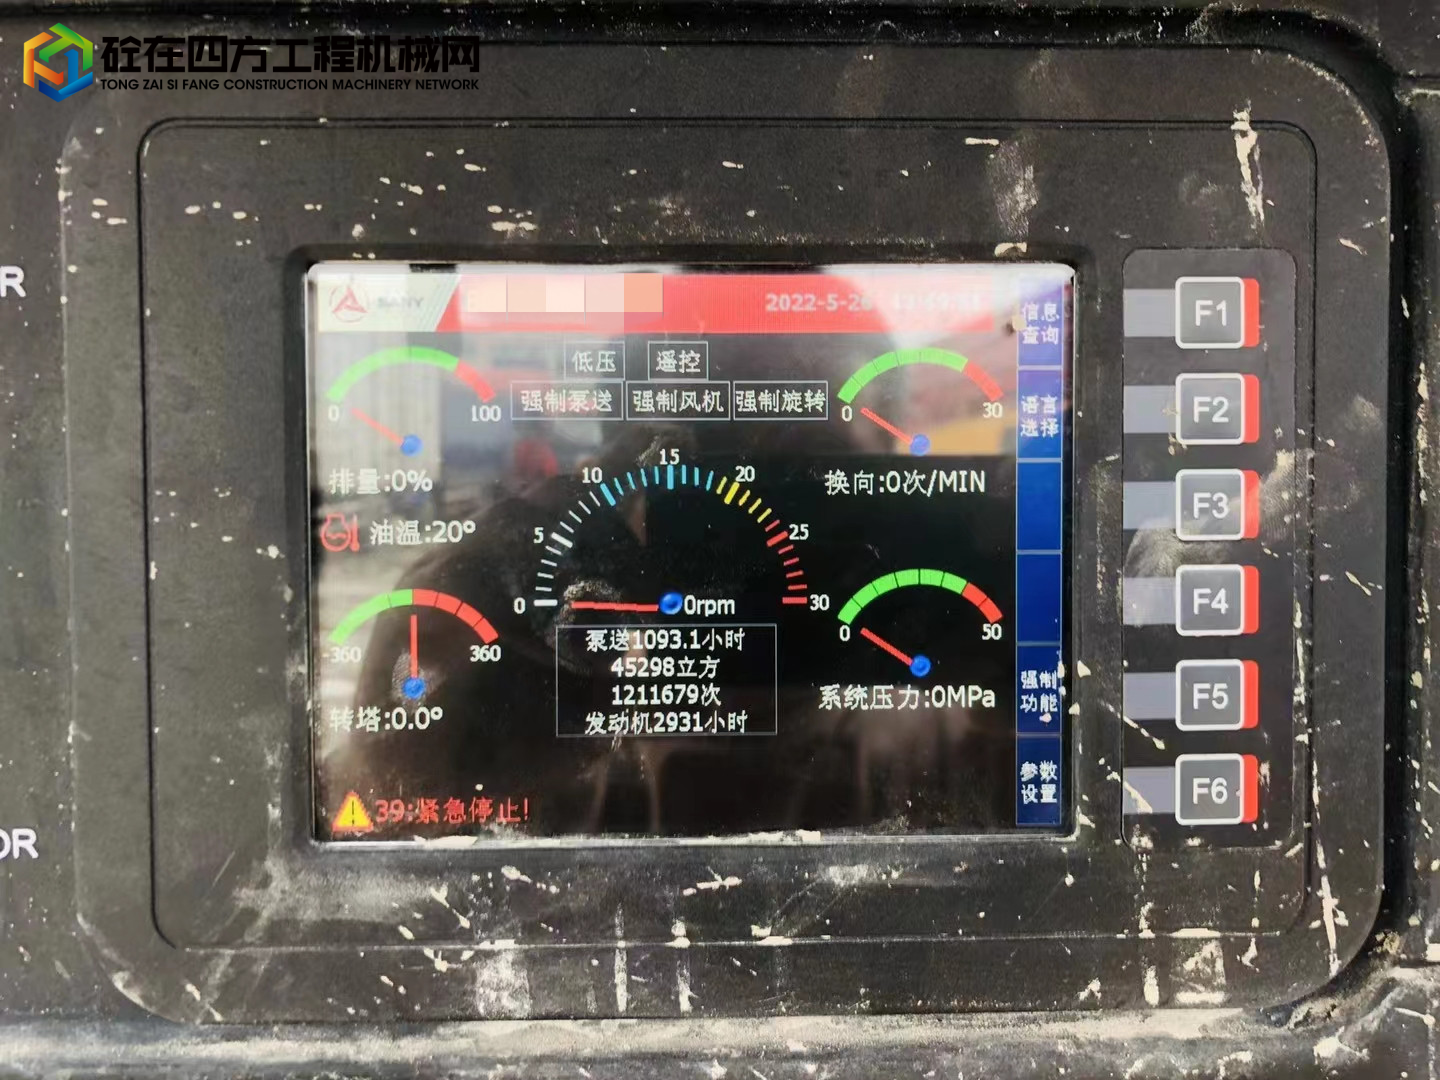 砼在四方工程机械网
TONG ZAI SI FANG CONSTRUCTION MACHINERY NETWORK
R
SANY
2022-5-2
信息
查询
F1
低压 遥控
强制泵送 强制风机 强制旋转
0 100
0 30
语言
选择
F2
排量:0%
换向:0次/MIN
油温:20°
F3
0 5 10 15 20 25 30
0rpm
F4
-360 360
0 50
转塔:0.0°
系统压力:0MPa
泵送1093.1小时
45298立方
1211679次
发动机2931小时
强制
功能
F5
参数
设置
F6
39:紧急停止!
OR